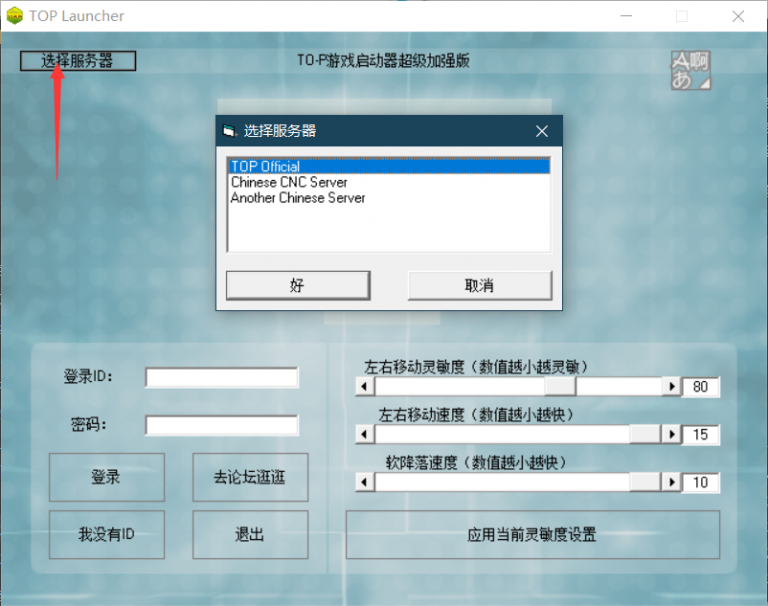 TOP Launcher
选择服务器
TO-P游戏启动器超级加强版
A啊
あ
选择服务器
TOP Official
Chinese CNC Server
Another Chinese Server
好
取消
登录ID:
密码:
登录
去论坛逛逛
我没有ID
退出
左右移动灵敏度（数值越小越灵敏）
80
左右移动速度（数值越小越快）
15
软降落速度（数值越小越快）
10
应用当前灵敏度设置